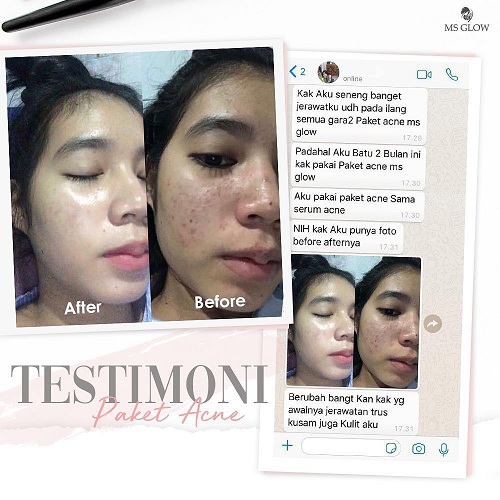 MS GLOW
After
Before
TESTIMONI
Paket Acne
2
online
Kak Aku seneng banget
jerawatku udh pada ilang
semua gara2 Paket acne ms
glow
17.28
Padahal Aku Batu 2 Bulan ini
kak pakai Paket acne ms
glow
17.30
Aku pakai paket acne Sama
serum acne
17.30
NIH kak Aku punya foto
before afternya
17.31
Berubah bangt Kan kak yg
awalnya jerawatan trus
kusam juga Kulit aku
17.31